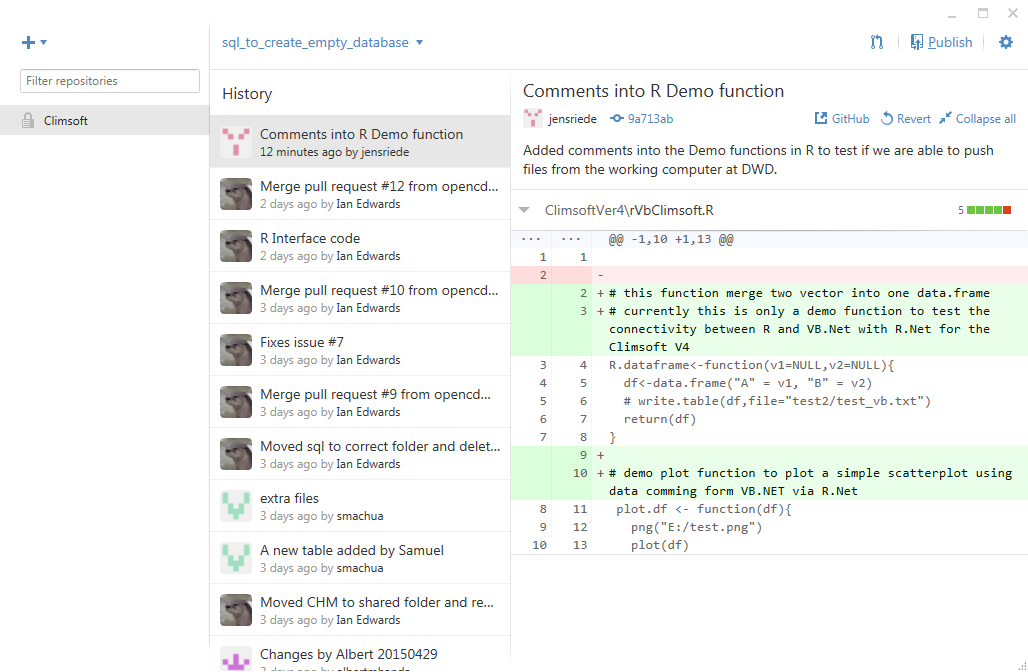 sql_to_create_empty_database
Publish
Filter repositories
Climsoft
History
Comments into R Demo function
12 minutes ago by jensriede
Merge pull request #12 from opencd...
2 days ago by Ian Edwards
R Interface code
2 days ago by Ian Edwards
Merge pull request #10 from opencd...
3 days ago by Ian Edwards
Fixes issue #7
3 days ago by Ian Edwards
Merge pull request #9 from opencd...
3 days ago by Ian Edwards
Moved sql to correct folder and delet...
3 days ago by Ian Edwards
extra files
3 days ago by smachua
A new table added by Samuel
3 days ago by smachua
Moved CHM to shared folder and re...
3 days ago by Ian Edwards
Changes by Albert 20150429
Comments into R Demo function
jensriede 9a713ab GitHub Revert Collapse all
Added comments into the Demo functions in R to test if we are able to push
files from the working computer at DWD.
ClimsoftVer4\rVbClimsoft.R 5
... ... @@ -1,10 +1,13 @@
1 1
2 -
2 + # this function merge two vector into one data.frame
3 + # currently this is only a demo function to test the
connectivity between R and VB.Net with R.Net for the
Climsoft V4
3 4 R.dataframe<-function(v1=NULL,v2=NULL){
4 5 df<-data.frame("A" = v1, "B" = v2)
5 6 # write.table(df,file="test2/test_vb.txt")
6 7 return(df)
7 8 }
9 +
10 + # demo plot function to plot a simple scatterplot using
data comming form VB.NET via R.Net
8 11 plot.df <- function(df){
9 12 png("E:/test.png")
10 13 plot(df)